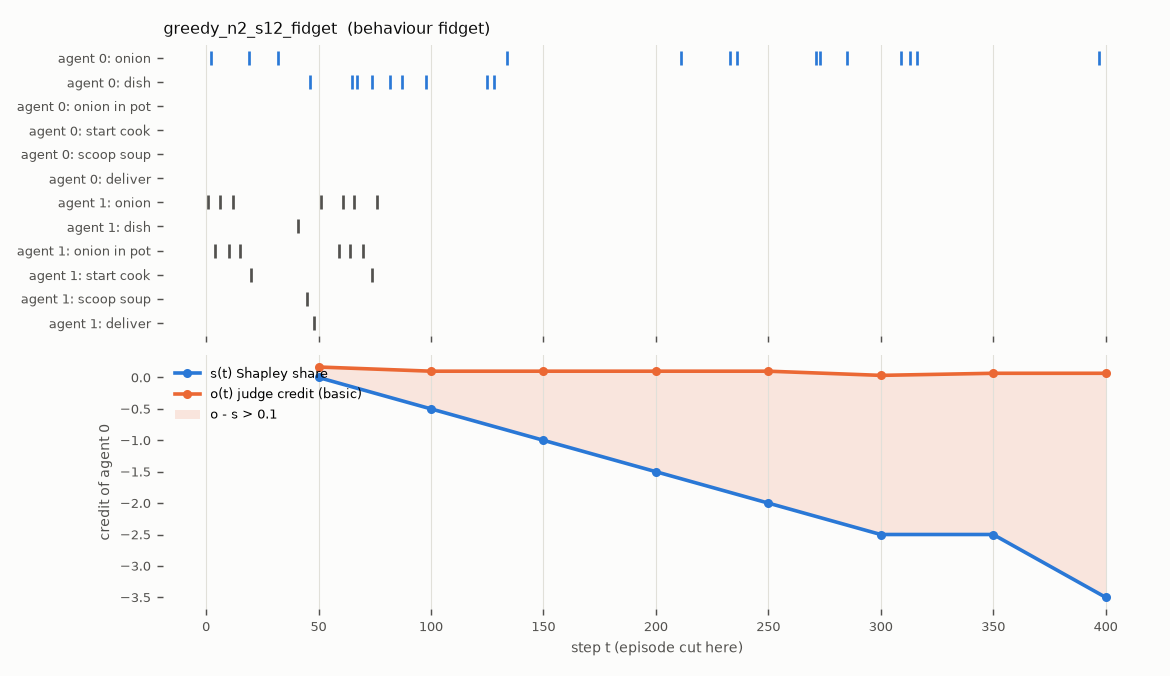 greedy_n2_s12_fidget  (behaviour fidget)
agent 0: onion
agent 0: dish
agent 0: onion in pot
agent 0: start cook
agent 0: scoop soup
agent 0: deliver
agent 1: onion
agent 1: dish
agent 1: onion in pot
agent 1: start cook
agent 1: scoop soup
agent 1: deliver
s(t) Shapley share
o(t) judge credit (basic)
o - s > 0.1
credit of agent 0
0.0
−0.5
−1.0
−1.5
−2.0
−2.5
−3.0
−3.5
0 50 100 150 200 250 300 350 400
step t (episode cut here)